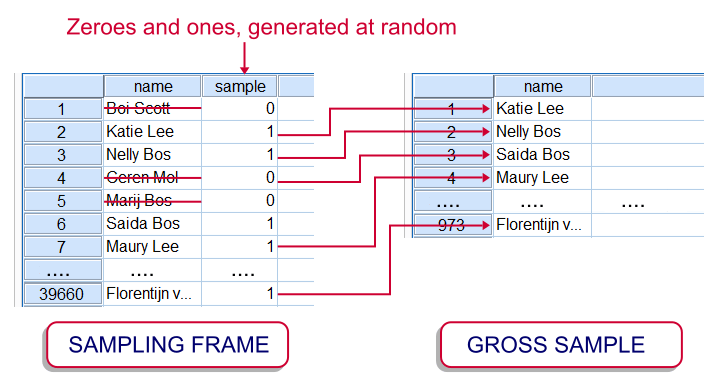 Zeroes and ones, generated at random
name sample
1 Boi Scott 0
2 Katie Lee 1
3 Nelly Bos 1
4 Ceren Mol 0
5 Marij Bos 0
6 Saida Bos 1
7 Maury Lee 1
.... .... ....
39660 Florentijn v... 1
SAMPLING FRAME
name
1 Katie Lee
2 Nelly Bos
3 Saida Bos
4 Maury Lee
.... .... ....
973 Florentijn v...
GROSS SAMPLE